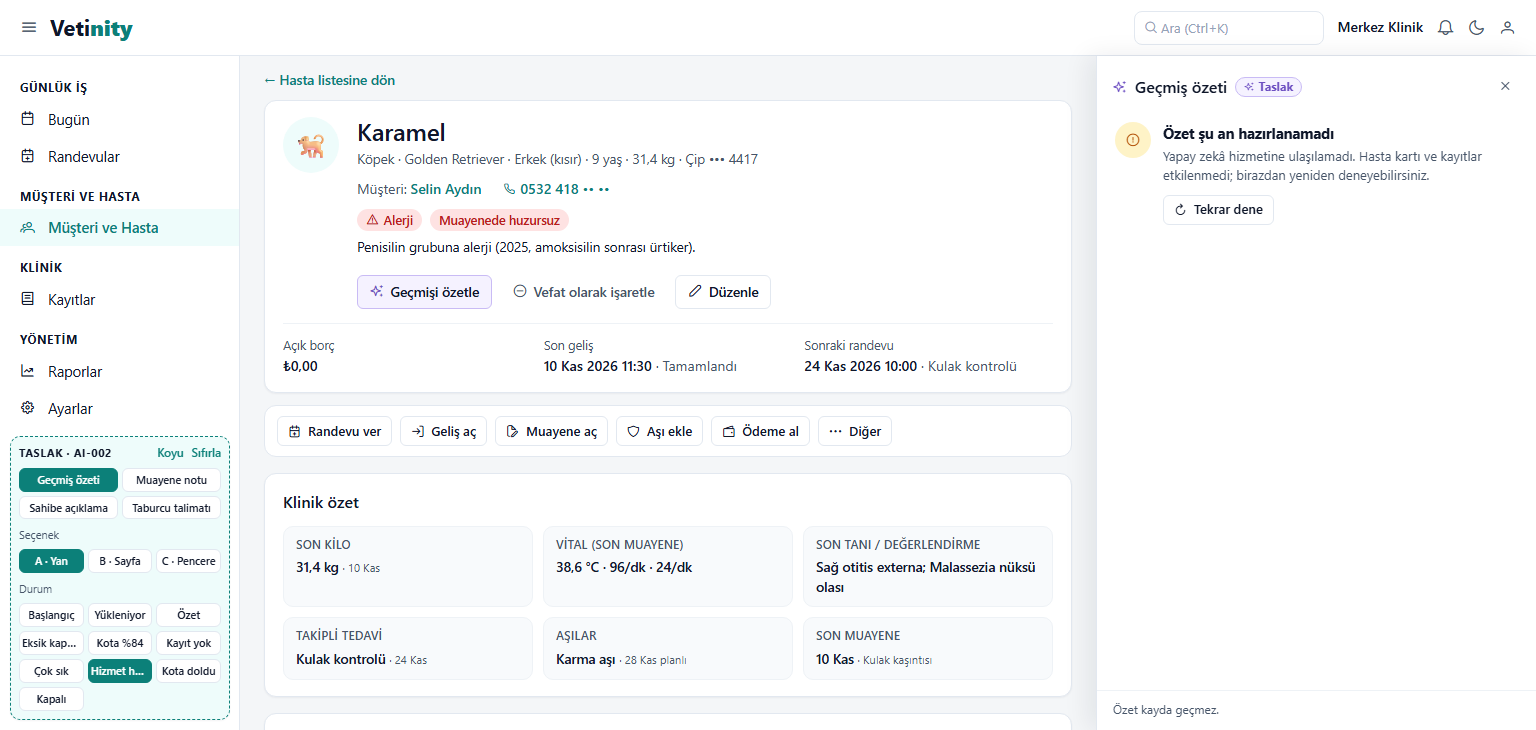 Vetinity
Ara (Ctrl+K)
Merkez Klinik
GÜNLÜK İŞ
Bugün
Randevular
MÜŞTERİ VE HASTA
Müşteri ve Hasta
KLİNİK
Kayıtlar
YÖNETİM
Raporlar
Ayarlar
TASLAK · AI-002 Koyu Sıfırla
Geçmiş özeti Muayene notu
Sahibe açıklama Taburcu talimatı
Seçenek
A · Yan B · Sayfa C · Pencere
Durum
Başlangıç Yükleniyor Özet
Eksik kap... Kota %84 Kayıt yok
Çok sık Hizmet h... Kota doldu
Kapalı
← Hasta listesine dön
Karamel
Köpek · Golden Retriever · Erkek (kısır) · 9 yaş · 31,4 kg · Çip ••• 4417
Müşteri: Selin Aydın 0532 418 •• ••
Alerji Muayenede huzursuz
Penisilin grubuna alerji (2025, amoksisilin sonrası ürtiker).
Geçmişi özetle Vefat olarak işaretle Düzenle
Açık borç
₺0,00
Son geliş
10 Kas 2026 11:30 · Tamamlandı
Sonraki randevu
24 Kas 2026 10:00 · Kulak kontrolü
Randevu ver Geliş aç Muayene aç Aşı ekle Ödeme al ··· Diğer
Klinik özet
SON KİLO
31,4 kg · 10 Kas
VİTAL (SON MUAYENE)
38,6 °C · 96/dk · 24/dk
SON TANI / DEĞERLENDİRME
Sağ otitis externa; Malassezia nüksü
olası
TAKİPLİ TEDAVİ
Kulak kontrolü · 24 Kas
AŞILAR
Karma aşı · 28 Kas planlı
SON MUAYENE
10 Kas · Kulak kaşıntısı
Geçmiş özeti Taslak
Özet şu an hazırlanamadı
Yapay zekâ hizmetine ulaşılamadı. Hasta kartı ve kayıtlar
etkilenmedi; birazdan yeniden deneyebilirsiniz.
Tekrar dene
Özet kayda geçmez.